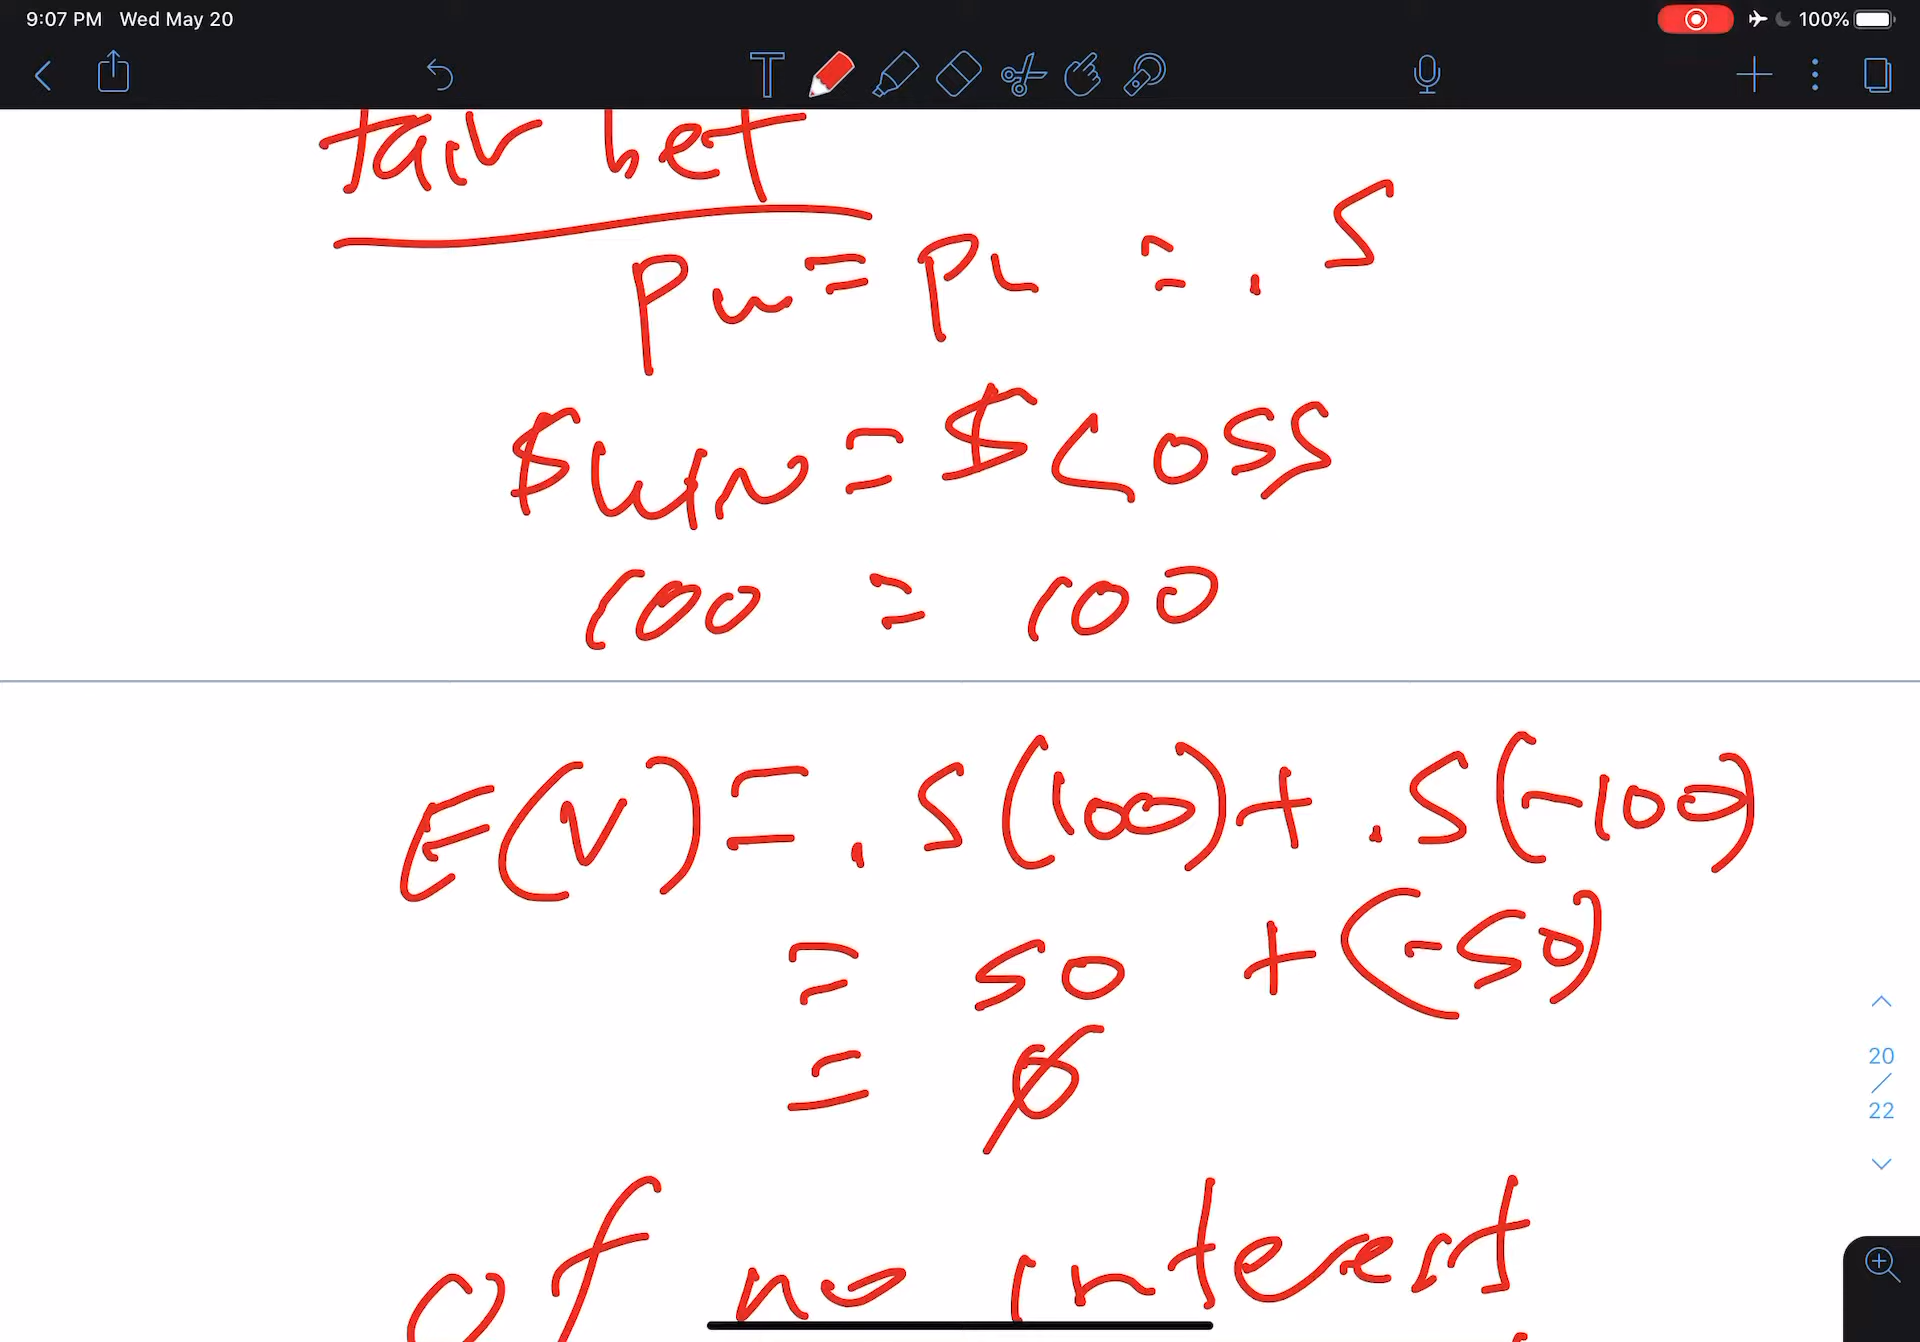 9:07 PM Wed May 20
100%
fair bet
Pw = PL = .5
$WIN = $LOSS
100 = 100
E(V) = .5(100) + .5(-100)
= 50 + (-50)
= 0
of no interest
20
/
22